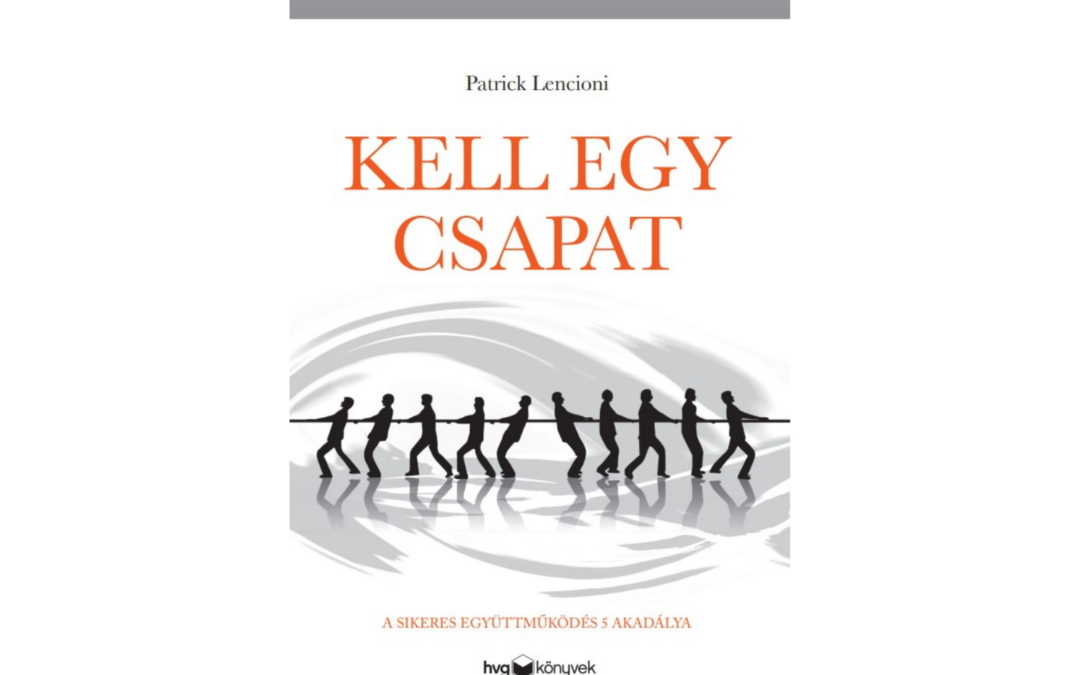 Patrick Lencioni
KELL EGY
CSAPAT
A SIKERES EGYÜTTMŰKÖDÉS 5 AKADÁLYA
hvg könyvek